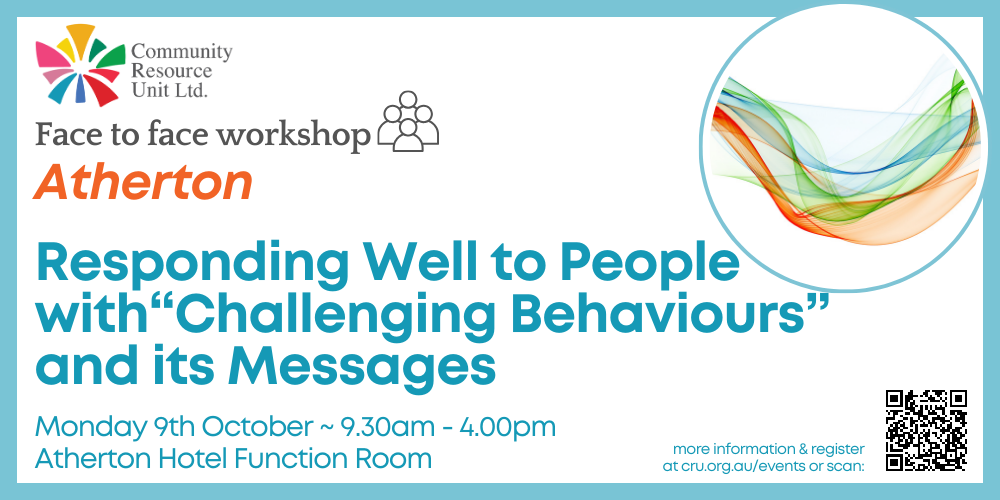 Community
Resource
Unit Ltd.
Face to face workshop
Atherton
Responding Well to People
with“Challenging Behaviours”
and its Messages
Monday 9th October ~ 9.30am - 4.00pm
Atherton Hotel Function Room
more information & register
at cru.org.au/events or scan: